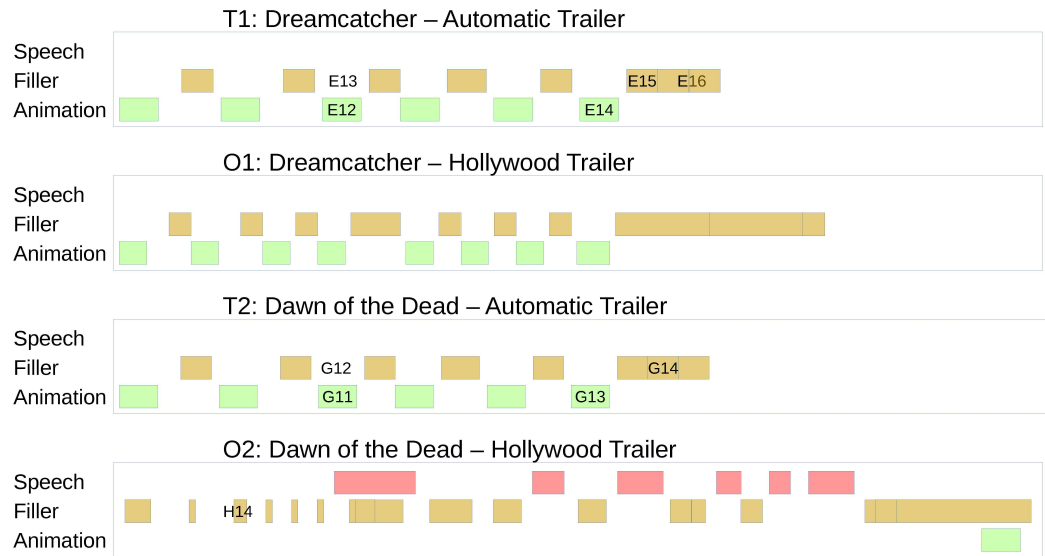 T1: Dreamcatcher – Automatic Trailer
Speech
Filler E13 E15 E16
Animation E12 E14
O1: Dreamcatcher – Hollywood Trailer
Speech
Filler
Animation
T2: Dawn of the Dead – Automatic Trailer
Speech
Filler G12 G14
Animation G11 G13
O2: Dawn of the Dead – Hollywood Trailer
Speech
Filler H14
Animation